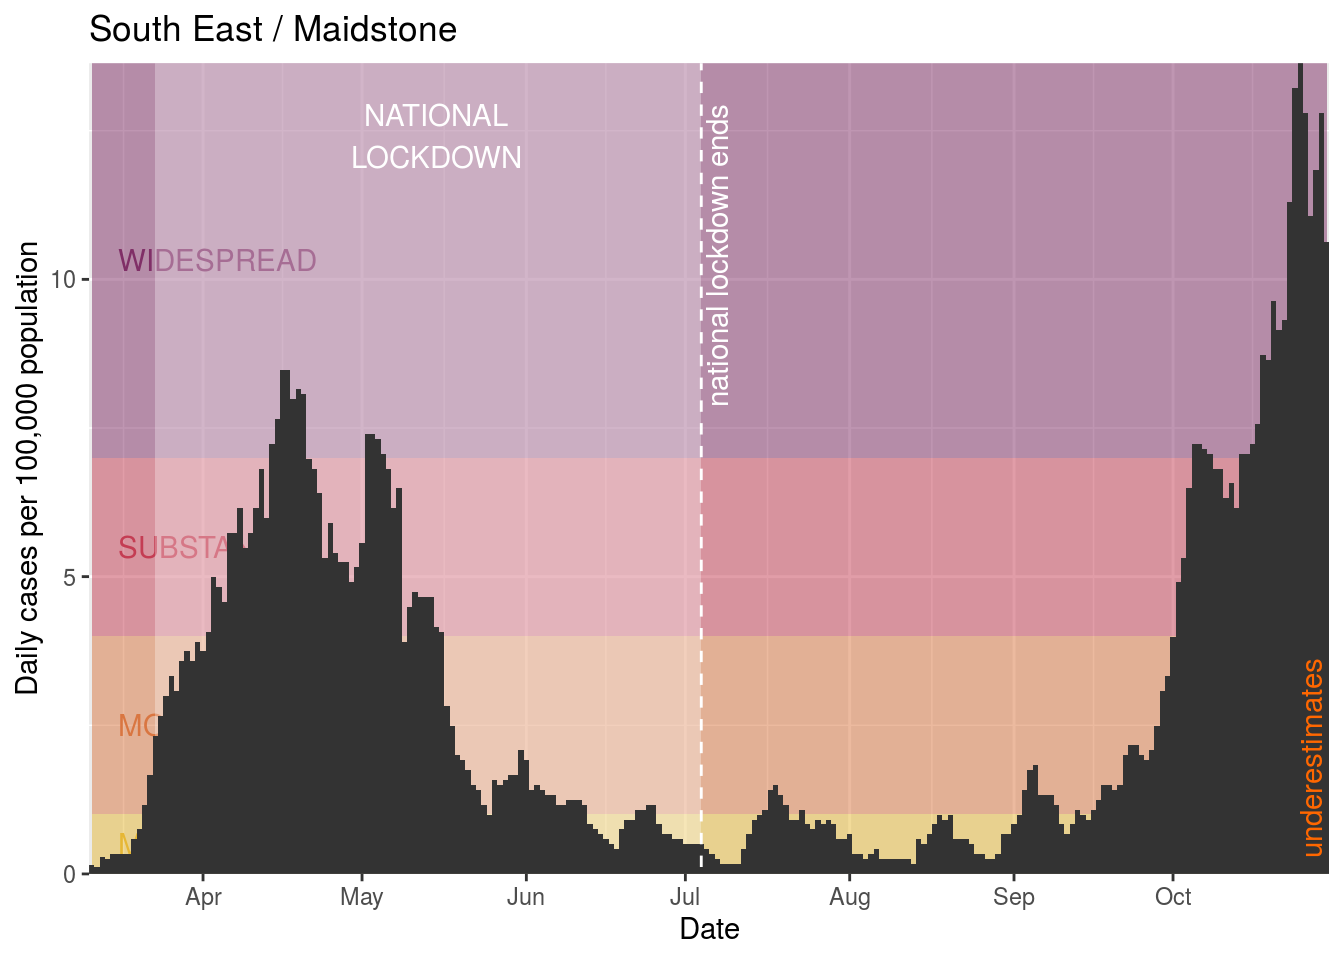 South East / Maidstone
NATIONAL
LOCKDOWN
national lockdown ends
WIDESPREAD
SUBSTA
MO
M
underestimates
Daily cases per 100,000 population
10
5
0
Apr May Jun Jul Aug Sep Oct
Date